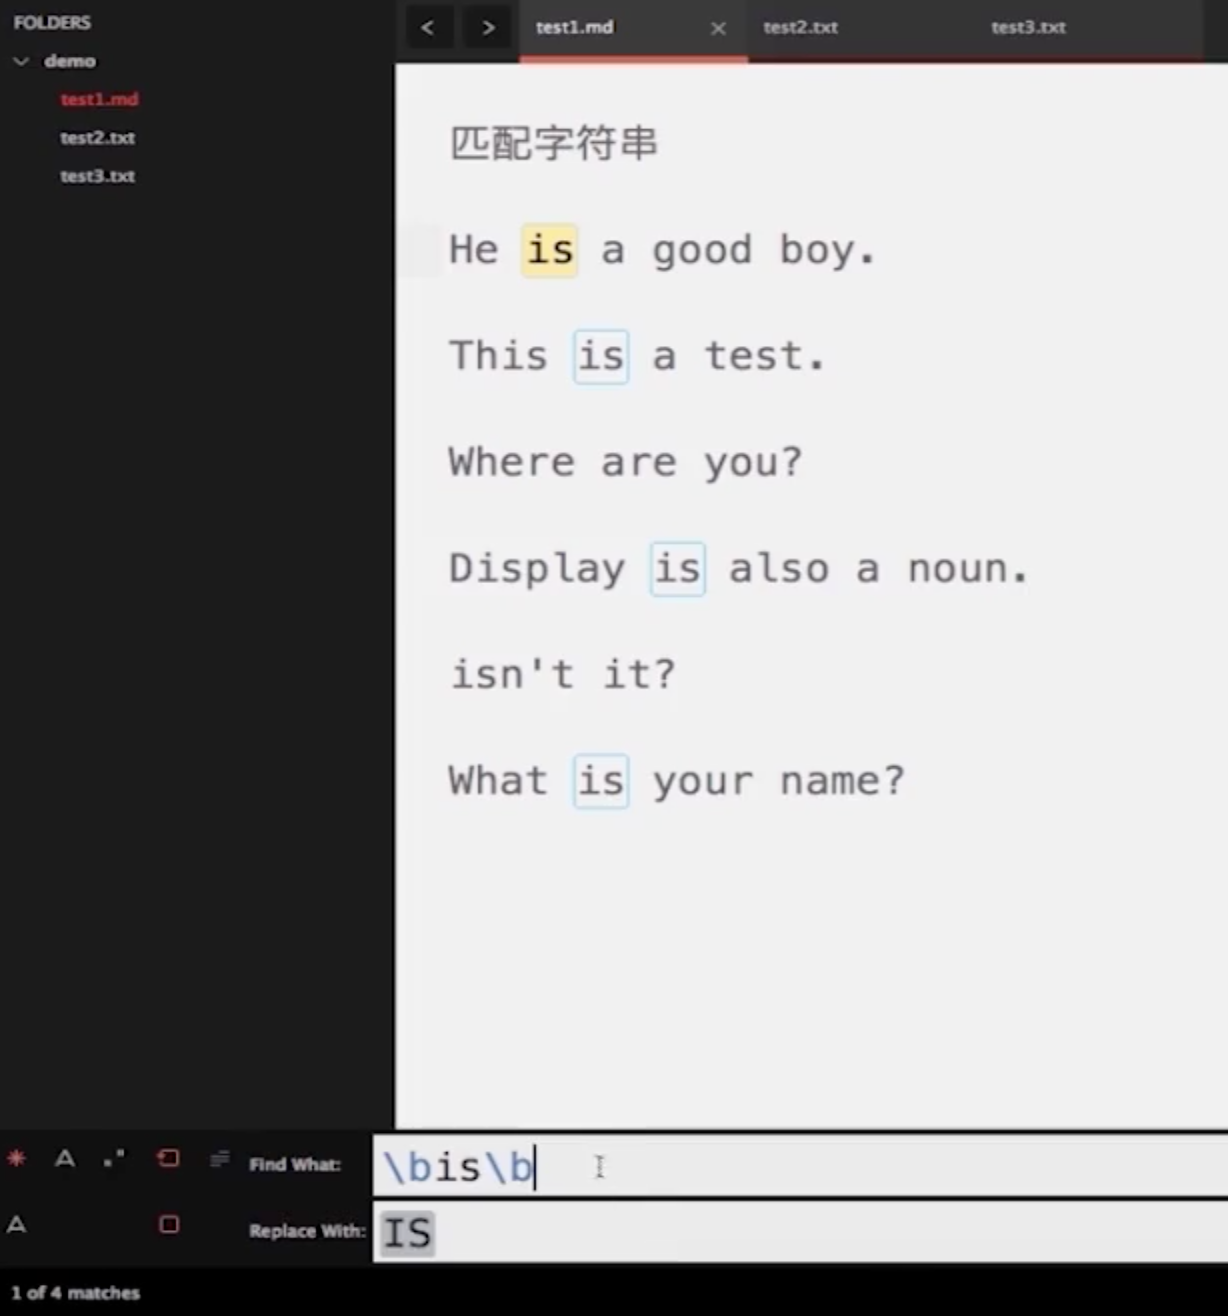 FOLDERS
demo
test1.md
test2.txt
test3.txt
< > test1.md × test2.txt test3.txt
匹配字符串
He is a good boy.
This is a test.
Where are you?
Display is also a noun.
isn't it?
What is your name?
Find What: \bis\b
Replace With: IS
1 of 4 matches